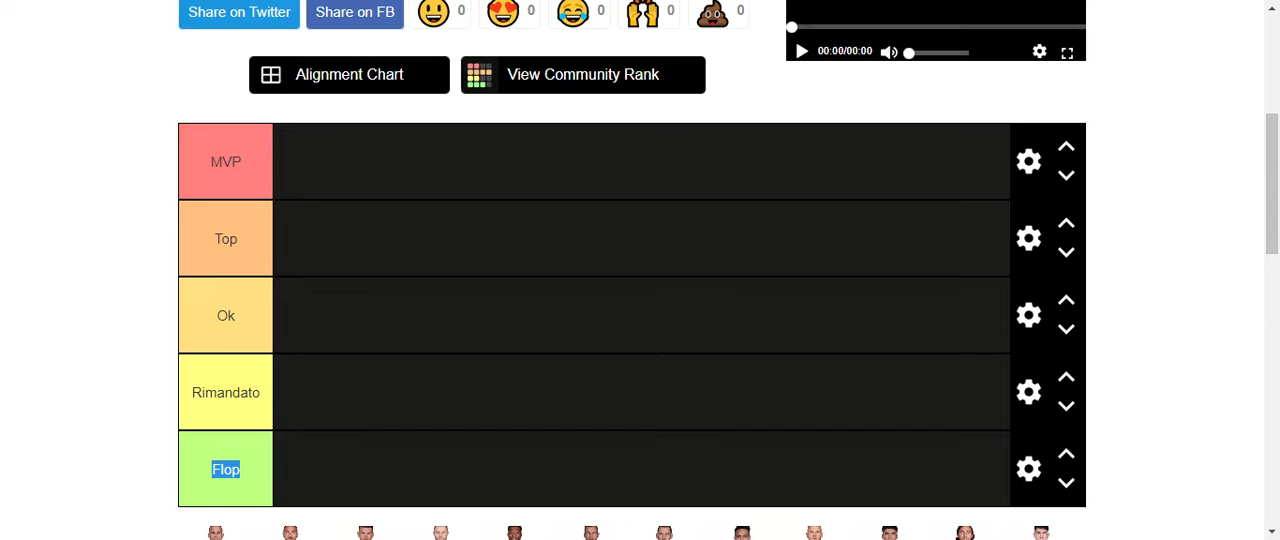 Share on Twitter Share on FB 0 0 0 0 0
00:00/00:00
Alignment Chart View Community Rank
MVP
Top
Ok
Rimandato
Flop